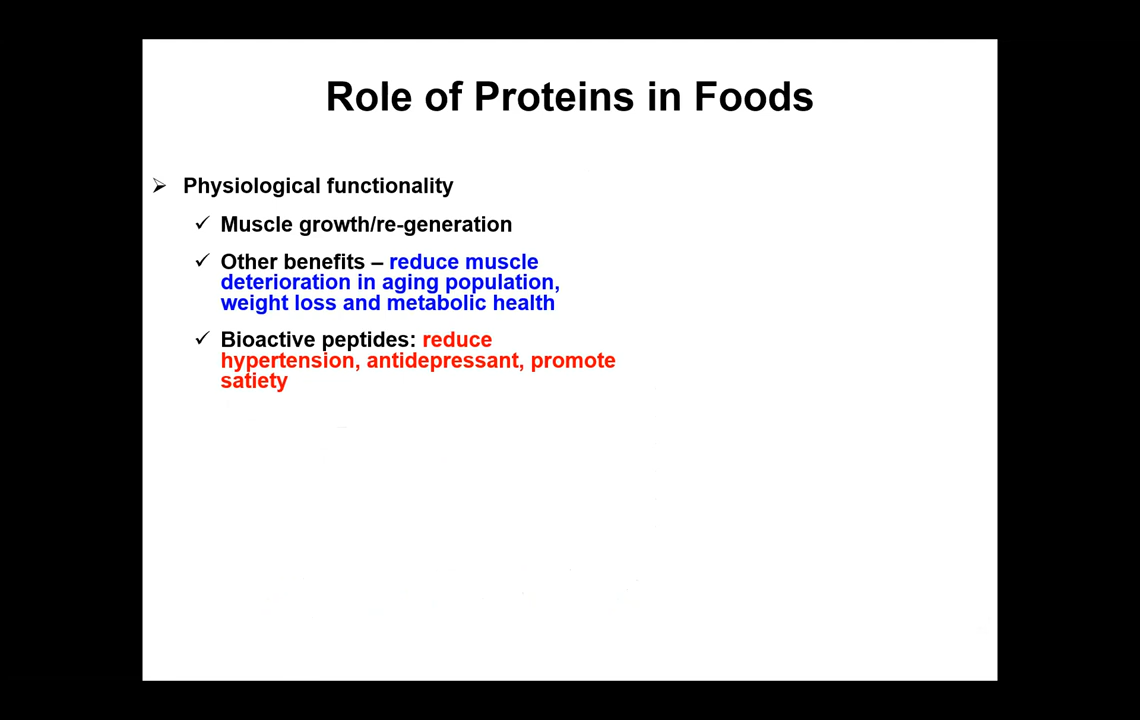 Role of Proteins in Foods
Physiological functionality
Muscle growth/re-generation
Other benefits – reduce muscle
deterioration in aging population,
weight loss and metabolic health
Bioactive peptides: reduce
hypertension, antidepressant, promote
satiety